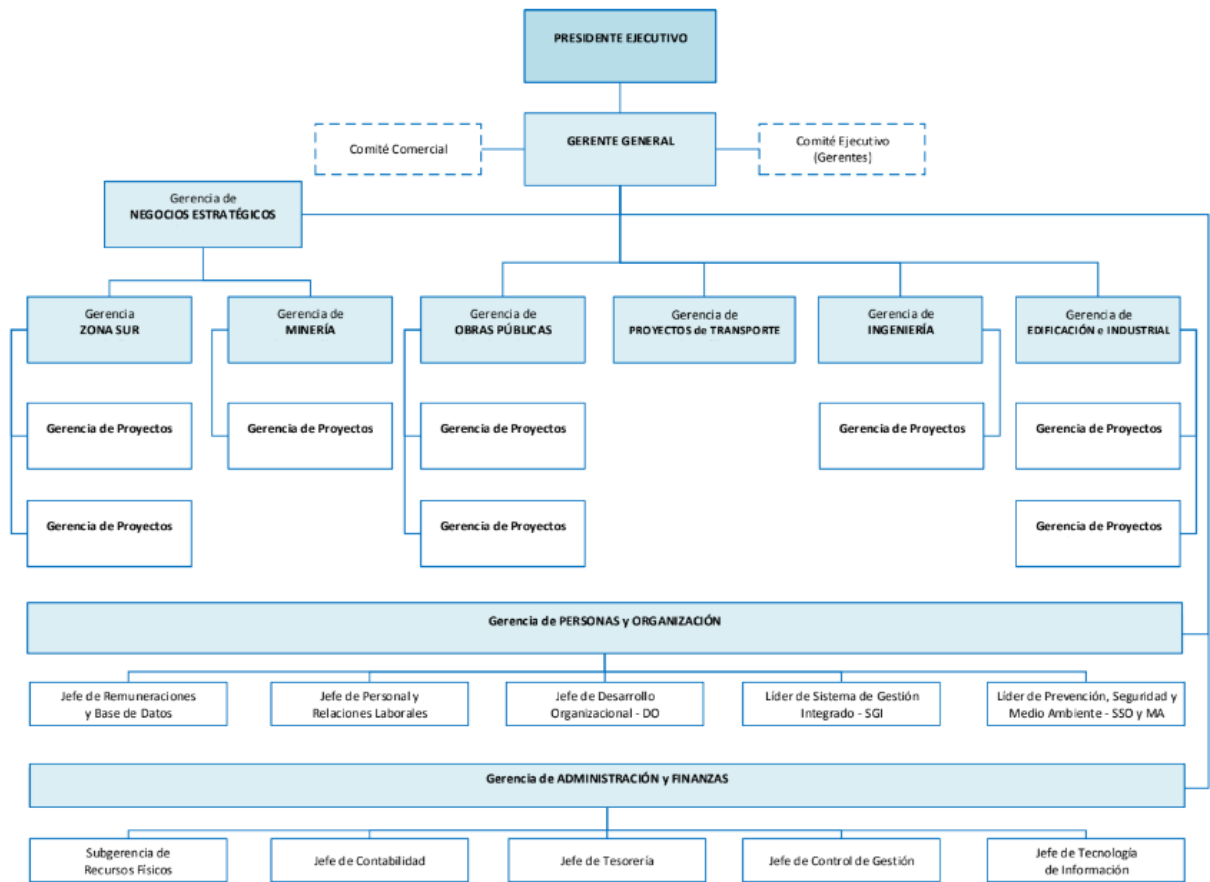 PRESIDENTE EJECUTIVO
GERENTE GENERAL
Comité Comercial
Comité Ejecutivo
(Gerentes)
Gerencia de
NEGOCIOS ESTRATÉGICOS
Gerencia
ZONA SUR
Gerencia de
MINERÍA
Gerencia de
OBRAS PÚBLICAS
Gerencia de
PROYECTOS de TRANSPORTE
Gerencia de
INGENIERÍA
Gerencia de
EDIFICACIÓN e INDUSTRIAL
Gerencia de Proyectos
Gerencia de Proyectos
Gerencia de Proyectos
Gerencia de Proyectos
Gerencia de Proyectos
Gerencia de Proyectos
Gerencia de Proyectos
Gerencia de Proyectos
Gerencia de PERSONAS y ORGANIZACIÓN
Jefe de Remuneraciones
y Base de Datos
Jefe de Personal y
Relaciones Laborales
Jefe de Desarrollo
Organizacional - DO
Líder de Sistema de Gestión
Integrado - SGI
Líder de Prevención, Seguridad y
Medio Ambiente - SSO y MA
Gerencia de ADMINISTRACIÓN y FINANZAS
Subgerencia de
Recursos Físicos
Jefe de Contabilidad
Jefe de Tesorería
Jefe de Control de Gestión
Jefe de Tecnología
de Información